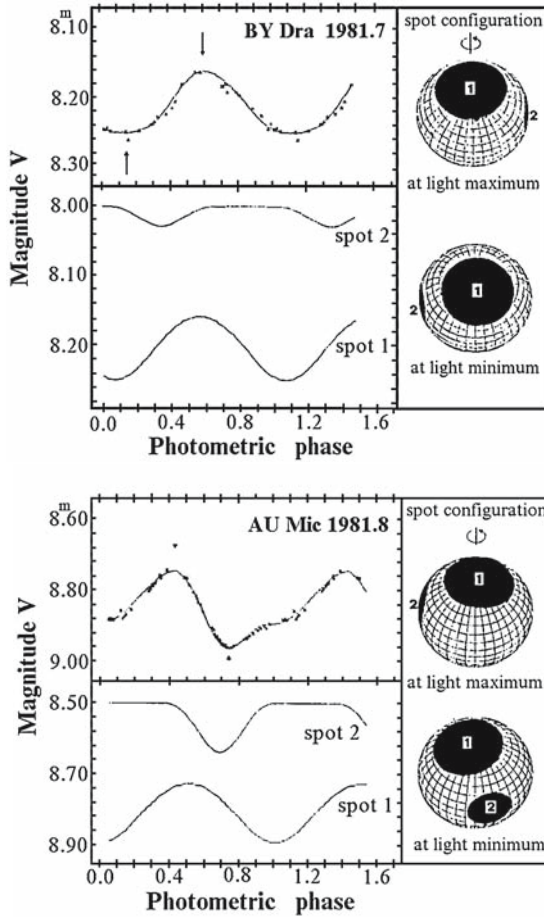 m
8.10
8.20
8.30
BY Dra 1981.7
spot configuration
1
2
at light maximum
8.00
8.10
8.20
spot 2
spot 1
2
1
at light minimum
0.0 0.4 0.8 1.2 1.6
Photometric phase
Magnitude V
m
8.60
8.80
9.00
AU Mic 1981.8
spot configuration
1
2
at light maximum
8.50
8.70
8.90
spot 2
spot 1
1
2
at light minimum
0.0 0.4 0.8 1.2 1.6
Photometric phase
Magnitude V